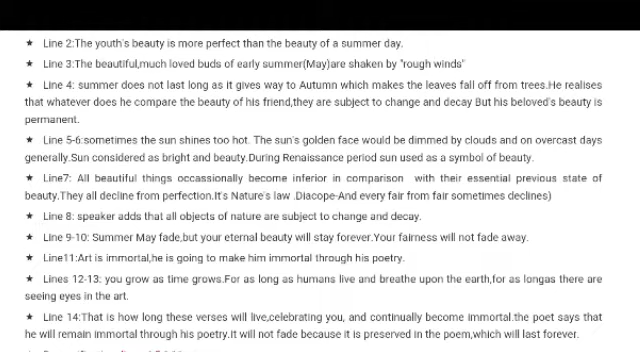 ★ Line 2:The youth's beauty is more perfect than the beauty of a summer day.
★ Line 3:The beautiful,much loved buds of early summer(May)are shaken by "rough winds"
★ Line 4: summer does not last long as it gives way to Autumn which makes the leaves fall off from trees.He realises
that whatever does he compare the beauty of his friend,they are subject to change and decay But his beloved's beauty is
permanent.
★ Line 5-6:sometimes the sun shines too hot. The sun's golden face would be dimmed by clouds and on overcast days
generally.Sun considered as bright and beauty.During Renaissance period sun used as a symbol of beauty.
★ Line7: All beautiful things occassionally become inferior in comparison with their essential previous state of
beauty.They all decline from perfection.It's Nature's law .Diacope-And every fair from fair sometimes declines)
★ Line 8: speaker adds that all objects of nature are subject to change and decay.
★ Line 9-10: Summer May fade,but your eternal beauty will stay forever.Your fairness will not fade away.
★ Line11:Art is immortal,he is going to make him immortal through his poetry.
★ Lines 12-13: you grow as time grows.For as long as humans live and breathe upon the earth,for as longas there are
seeing eyes in the art.
★ Line 14:That is how long these verses will live,celebrating you, and continually become immortal.the poet says that
he will remain immortal through his poetry.It will not fade because it is preserved in the poem,which will last forever.